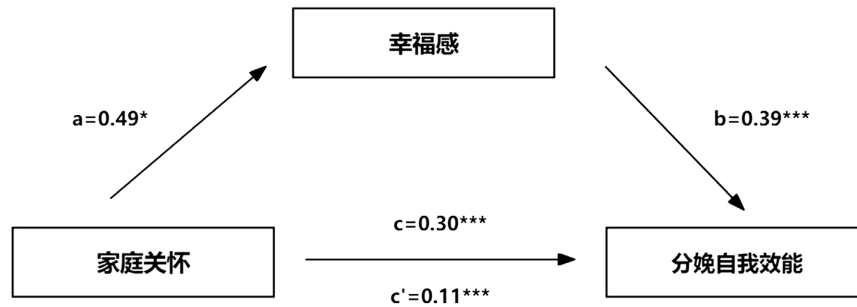 幸福感
a=0.49*
b=0.39***
c=0.30***
家庭关怀
分娩自我效能
c'=0.11***